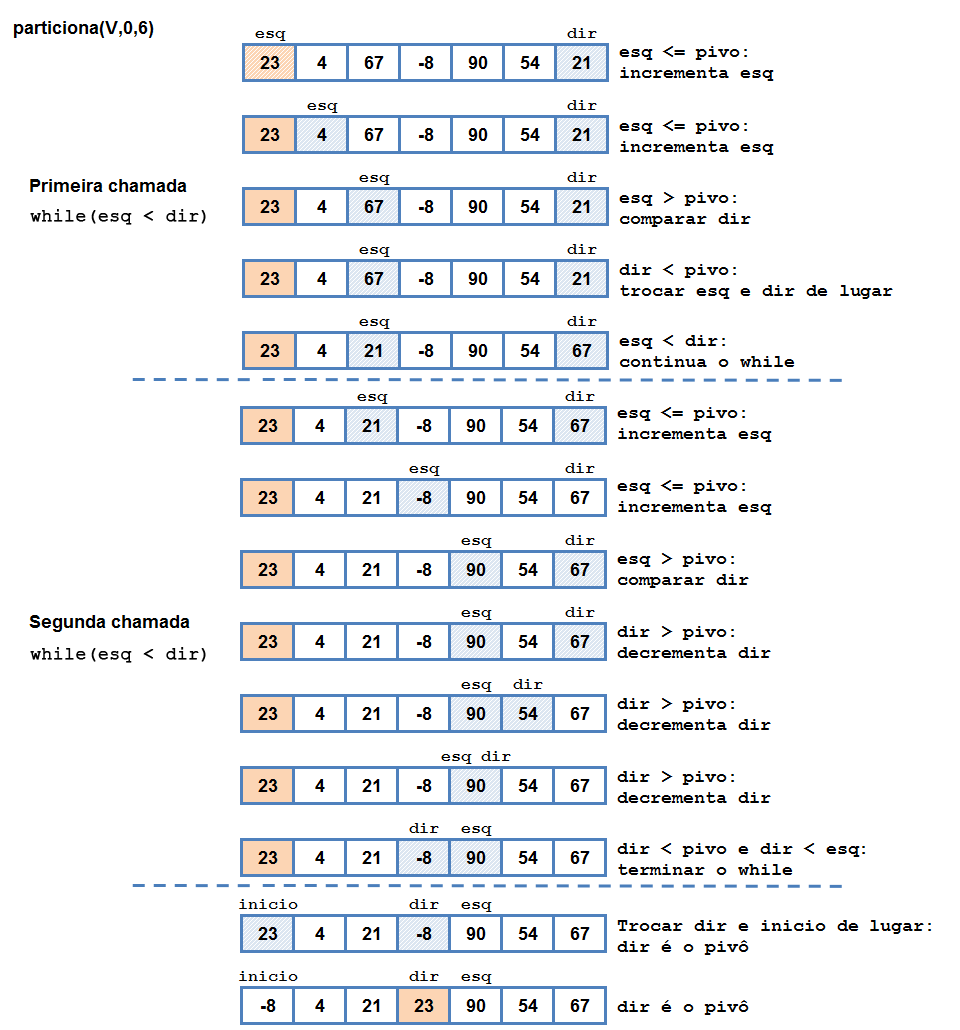 particiona(V,0,6)
esq dir
23 4 67 -8 90 54 21
esq <= pivo:
incrementa esq
esq dir
23 4 67 -8 90 54 21
esq <= pivo:
incrementa esq
Primeira chamada
while(esq < dir)
esq dir
23 4 67 -8 90 54 21
esq > pivo:
comparar dir
esq dir
23 4 67 -8 90 54 21
dir < pivo:
trocar esq e dir de lugar
esq dir
23 4 21 -8 90 54 67
esq < dir:
continua o while
esq dir
23 4 21 -8 90 54 67
esq <= pivo:
incrementa esq
esq dir
23 4 21 -8 90 54 67
esq <= pivo:
incrementa esq
esq dir
23 4 21 -8 90 54 67
esq > pivo:
comparar dir
Segunda chamada
while(esq < dir)
esq dir
23 4 21 -8 90 54 67
dir > pivo:
decrementa dir
esq dir
23 4 21 -8 90 54 67
dir > pivo:
decrementa dir
esq dir
23 4 21 -8 90 54 67
dir > pivo:
decrementa dir
dir esq
23 4 21 -8 90 54 67
dir < pivo e dir < esq:
terminar o while
inicio dir esq
23 4 21 -8 90 54 67
Trocar dir e inicio de lugar:
dir é o pivô
inicio dir esq
-8 4 21 23 90 54 67
dir é o pivô